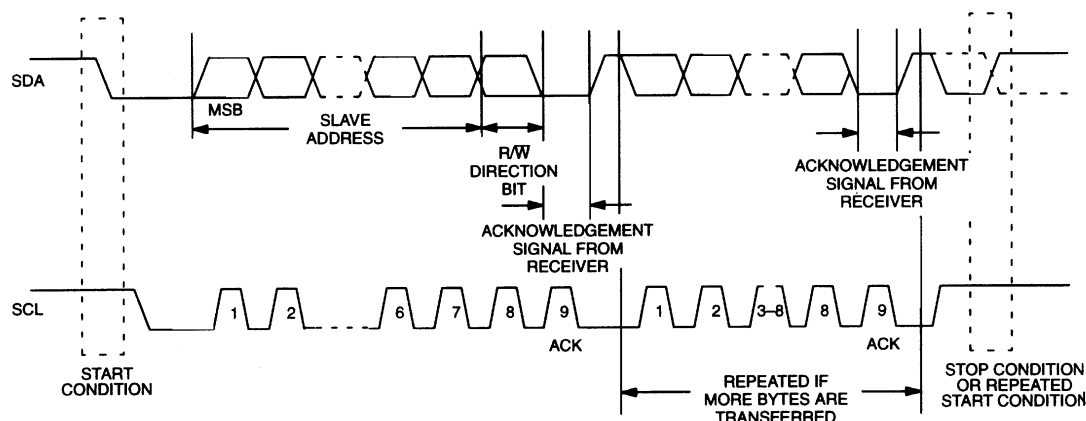 SDA
MSB
SLAVE
ADDRESS
R/W
DIRECTION
BIT
ACKNOWLEDGEMENT
SIGNAL FROM
RECEIVER
ACKNOWLEDGEMENT
SIGNAL FROM
RECEIVER
SCL
1 2 6 7 8 9 1 2 3–8 8 9
ACK ACK
START
CONDITION
REPEATED IF
MORE BYTES ARE
TRANSFERRED
STOP CONDITION
OR REPEATED
START CONDITION